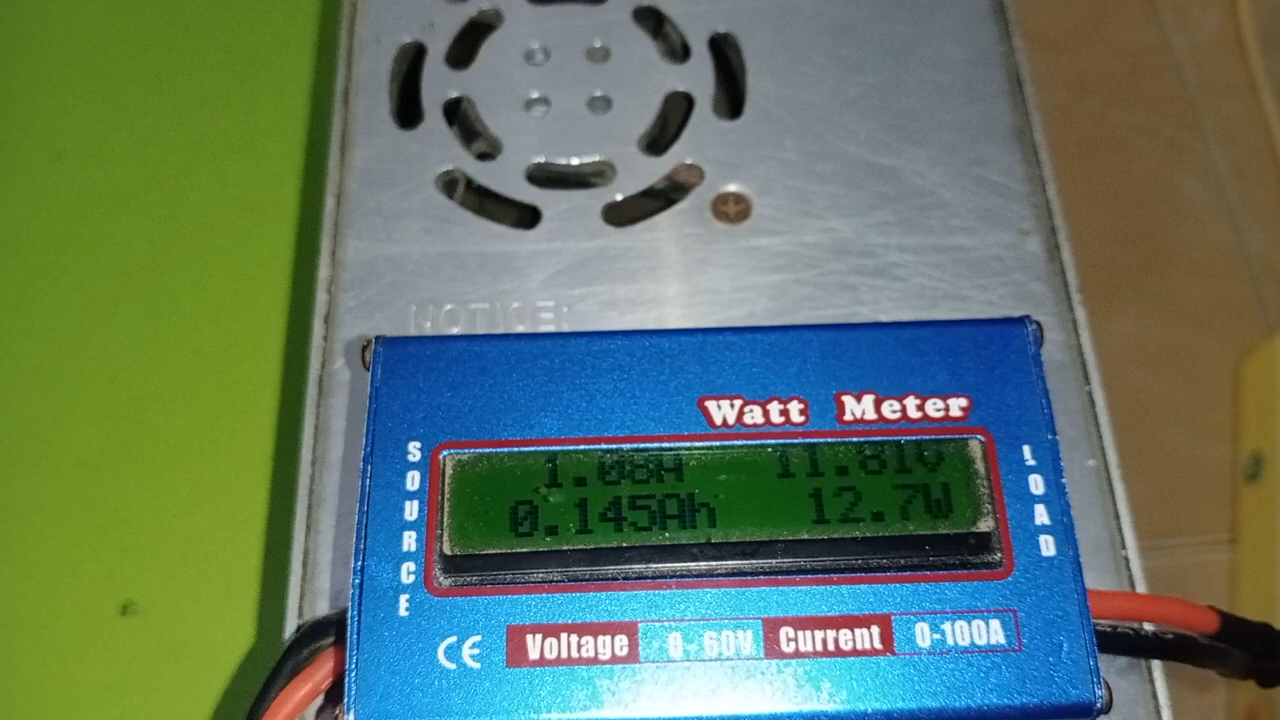 NOTICE:
Watt Meter
SOURCE
LOAD
1.08A 11.81V
0.145Ah 12.7W
CE Voltage 0-60V Current 0-100A